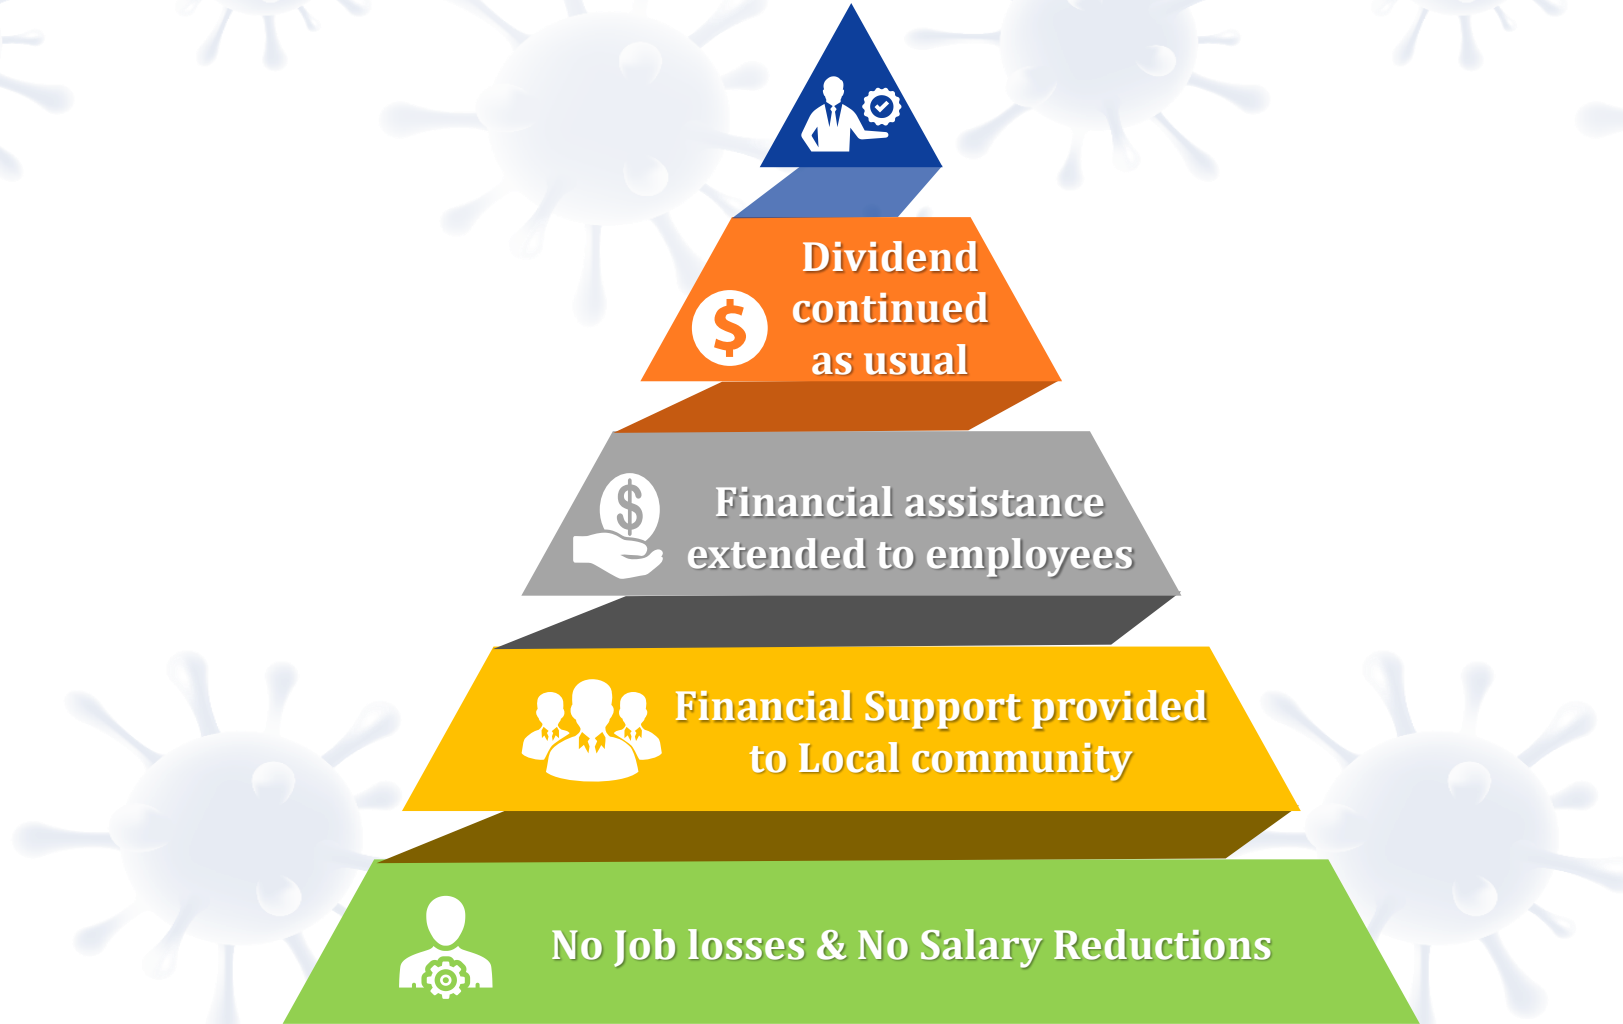 Dividend
continued
as usual
Financial assistance
extended to employees
Financial Support provided
to Local community
No Job losses & No Salary Reductions